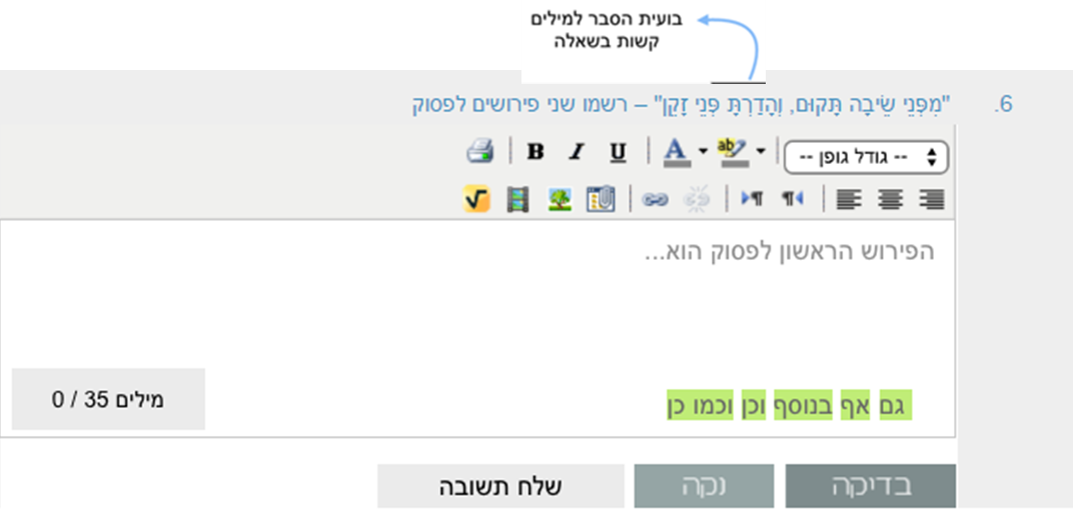 בועית הסבר למילים
קשות בשאלה
6. "מִפְּנֵי שֵׂיבָה תָּקוּם, וְהָדַרְתָּ פְּנֵי זָקֵן" – רשמו שני פירושים לפסוק
-- גודל גופן --
הפירוש הראשון לפסוק הוא...
גם אף בנוסף וכן וכמו כן
0 / 35 מילים
בדיקה נקה שלח תשובה